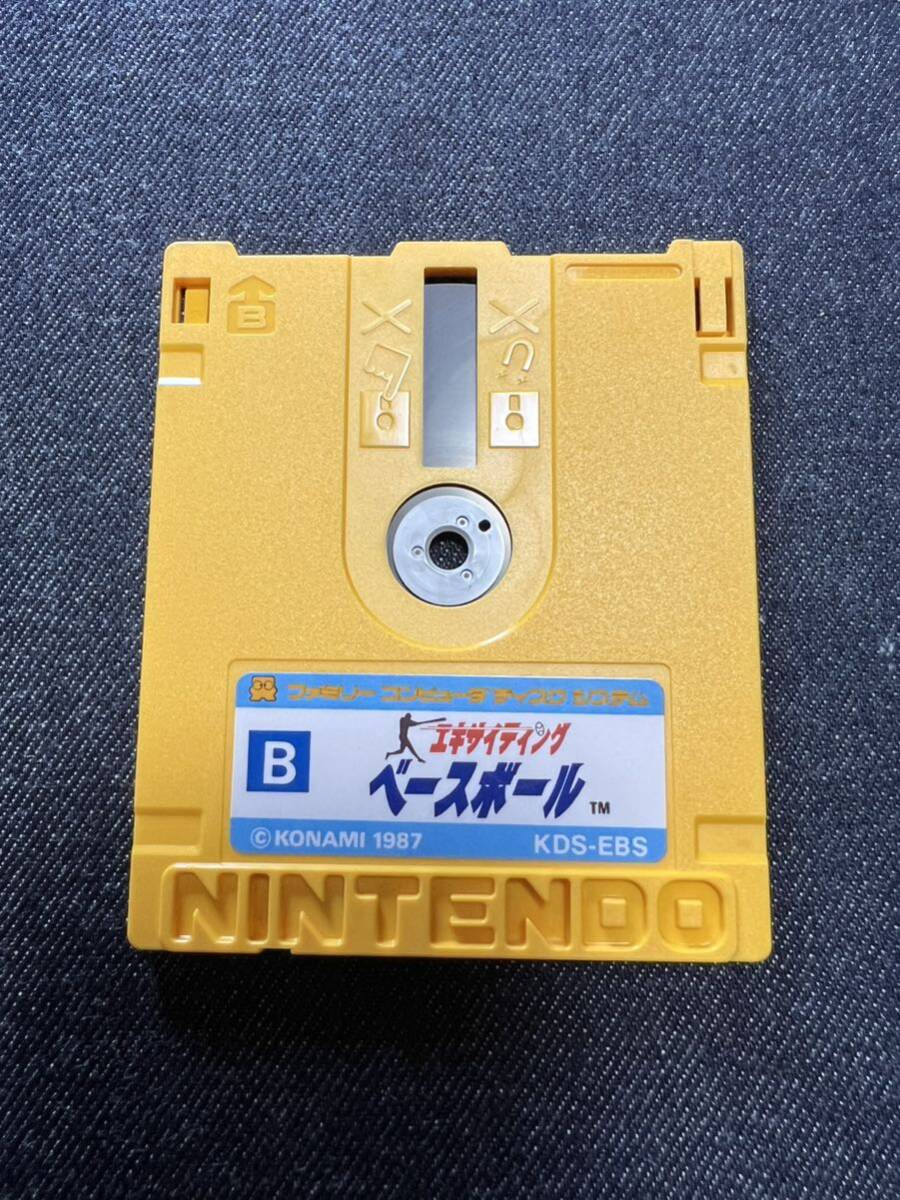 B
ファミリー コンピュータ ディスク システム
B
エキサイティング
ベースボール TM
© KONAMI 1987 KDS-EBS
NINTENDO